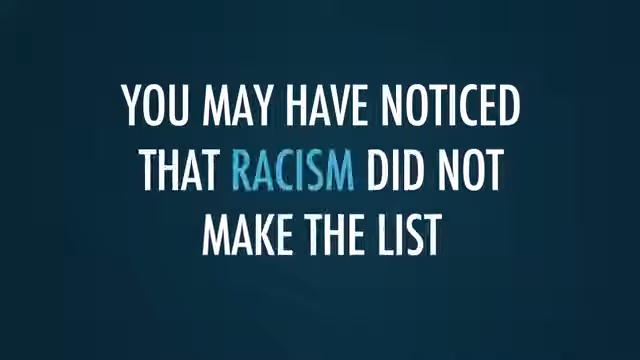 YOU MAY HAVE NOTICED
THAT RACISM DID NOT
MAKE THE LIST